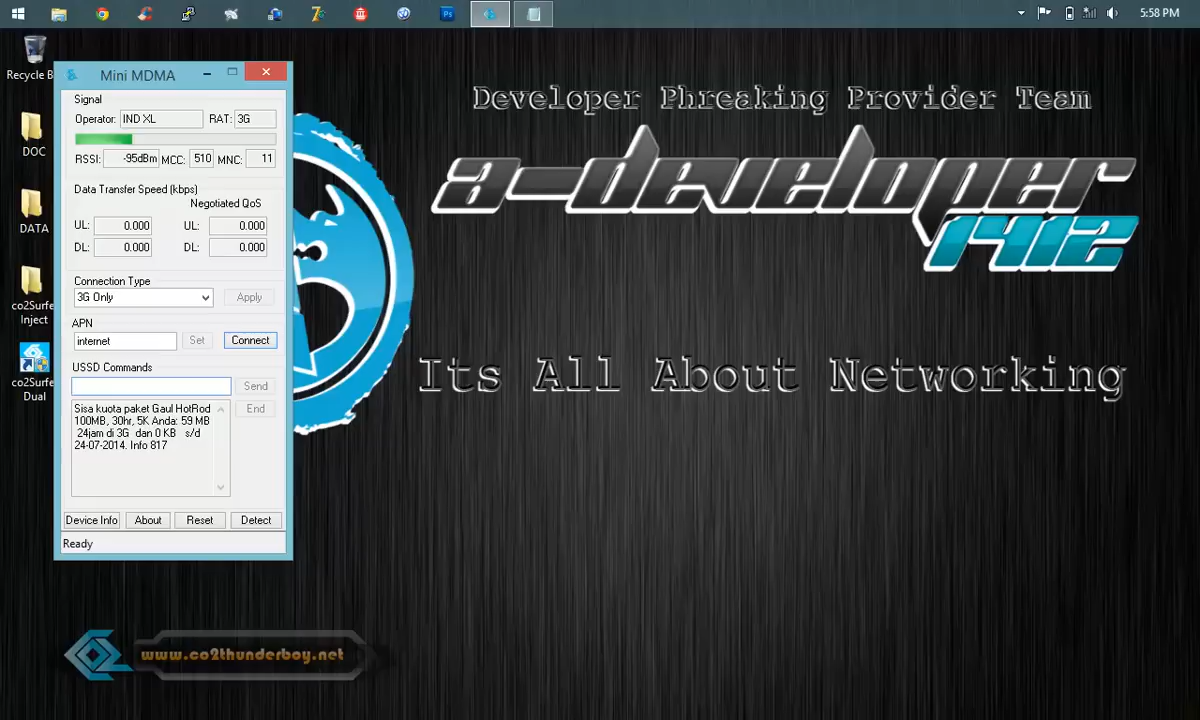 5:58 PM
Recycle B
DOC
DATA
co2Surfe
Inject
co2Surfe
Dual
Mini MDMA
Signal
Operator: IND XL RAT: 3G
RSSI: -95dBm MCC: 510 MNC: 11
Data Transfer Speed (kbps)
Negotiated QoS
UL: 0.000 UL: 0.000
DL: 0.000 DL: 0.000
Connection Type
3G Only Apply
APN
internet Set Connect
USSD Commands
Send
End
Sisa kuota paket Gaul HotRod
100MB, 30hr, 5K Anda: 59 MB
24jam di 3G dan 0 KB s/d
24-07-2014. Info 817
Device Info About Reset Detect
Ready
Developer Phreaking Provider Team
a-developer
1412
Its All About Networking
www.co2thunderboy.net
Ps